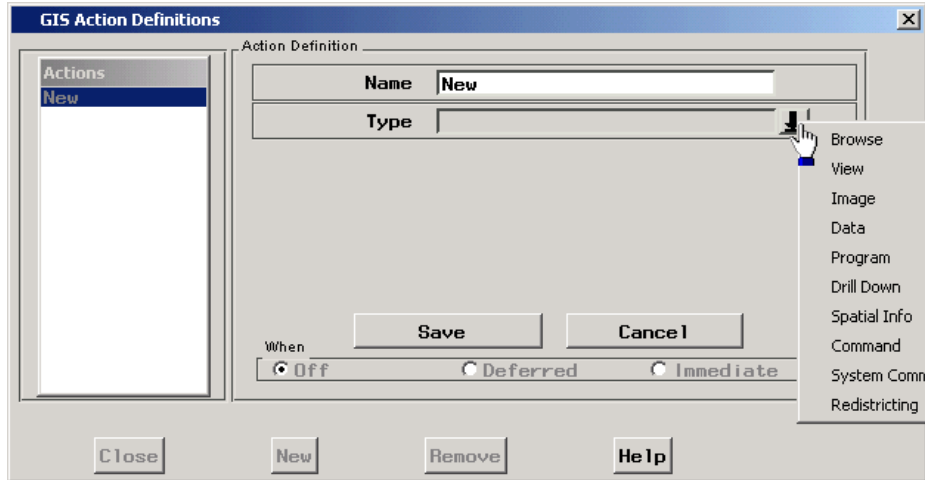 GIS Action Definitions
Actions
New
Action Definition
Name New
Type
Browse
View
Image
Data
Program
Drill Down
Spatial Info
Command
System Comm
Redistricting
Save Cancel
When
Off Deferred Immediate
Close New Remove Help